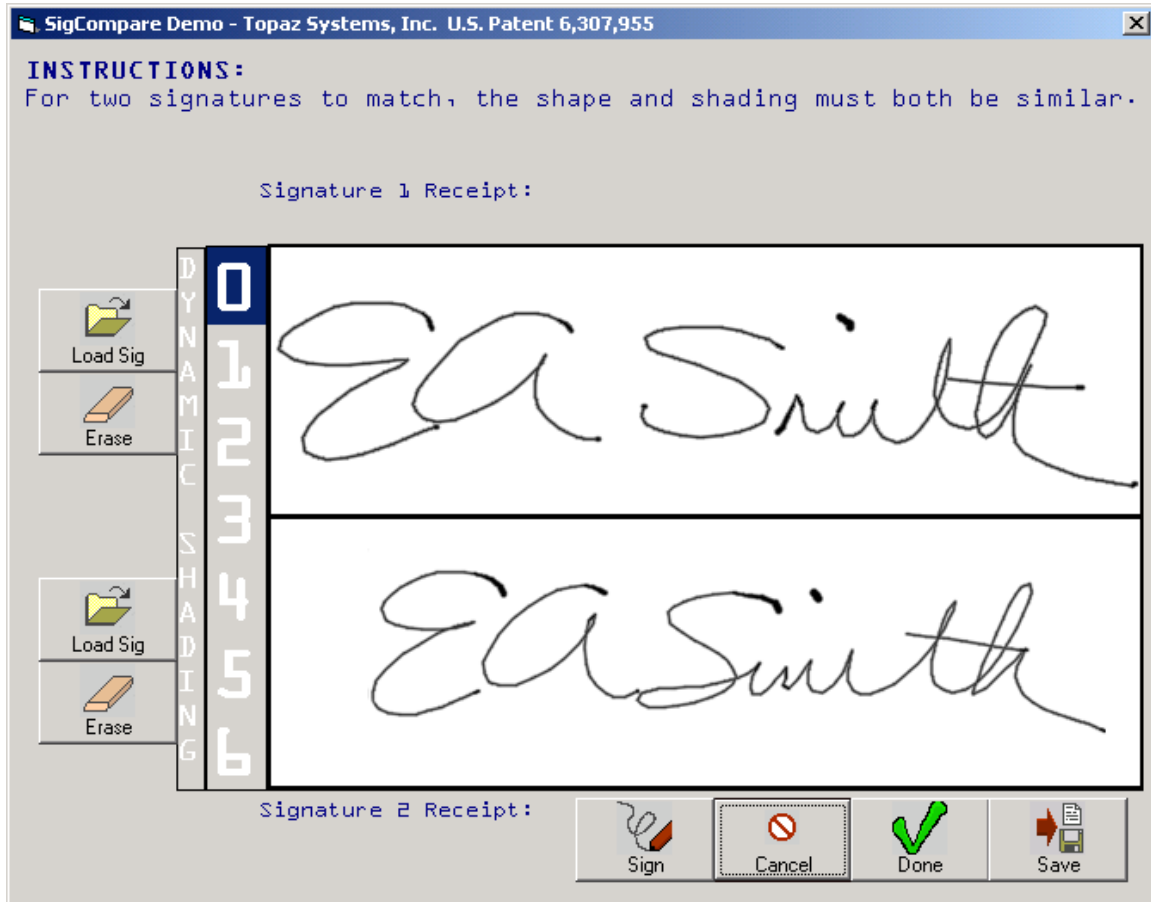 SigCompare Demo - Topaz Systems, Inc. U.S. Patent 6,307,955
INSTRUCTIONS:
For two signatures to match, the shape and shading must both be similar.
Signature 1 Receipt:
DYNAMIC SHADING
0
1
2
3
4
5
6
Load Sig
Erase
EA Smith
Load Sig
Erase
EA Smith
Signature 2 Receipt:
Sign
Cancel
Done
Save